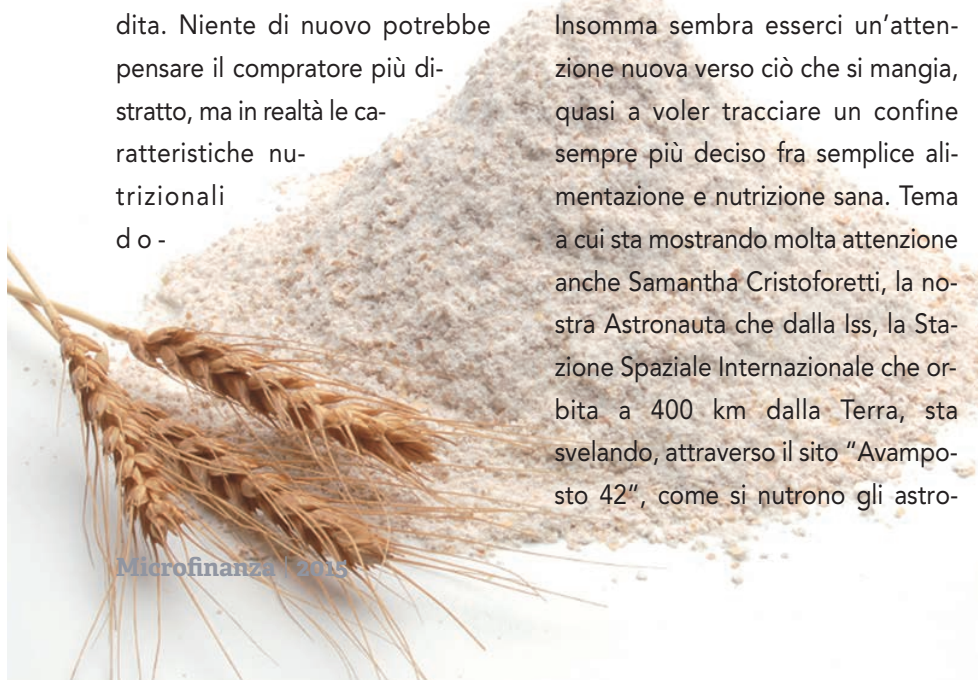 dita. Niente di nuovo potrebbe
pensare il compratore più di-
stratto, ma in realtà le ca-
ratteristiche nu-
trizionali
do-
Insomma sembra esserci un’atten-
zione nuova verso ciò che si mangia,
quasi a voler tracciare un confine
sempre più deciso fra semplice ali-
mentazione e nutrizione sana. Tema
a cui sta mostrando molta attenzione
anche Samantha Cristoforetti, la no-
stra Astronauta che dalla Iss, la Sta-
zione Spaziale Internazionale che or-
bita a 400 km dalla Terra, sta
svelando, attraverso il sito “Avampo-
sto 42”, come si nutrono gli astro-
Microfinanza | 2015